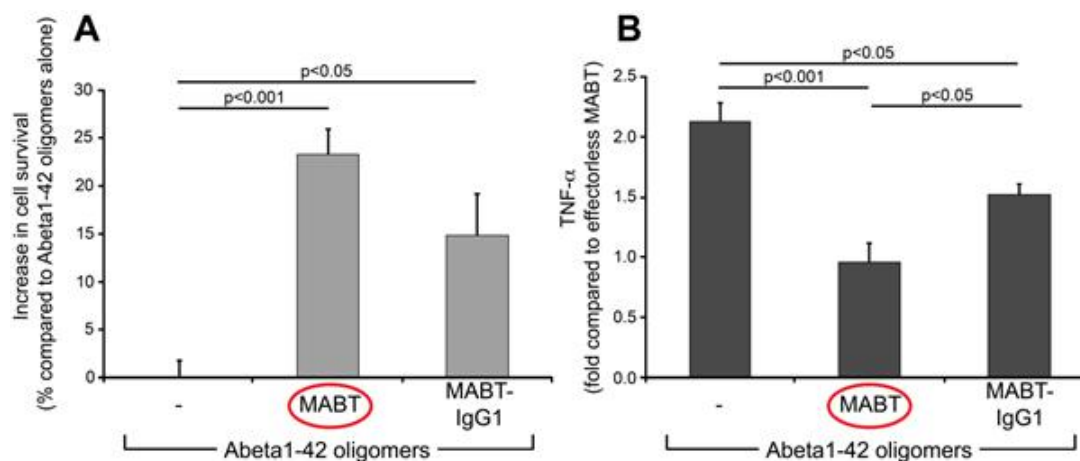 A
p<0.05
p<0.001
Increase in cell survival
(% compared to Abeta1-42 oligomers alone)
30
25
20
15
10
5
0
-
MABT
MABT-
IgG1
Abeta1-42 oligomers
B
p<0.05
p<0.001
p<0.05
TNF-α
(fold compared to effectorless MABT)
2.5
2.0
1.5
1.0
0.5
0.0
-
MABT
MABT-
IgG1
Abeta1-42 oligomers